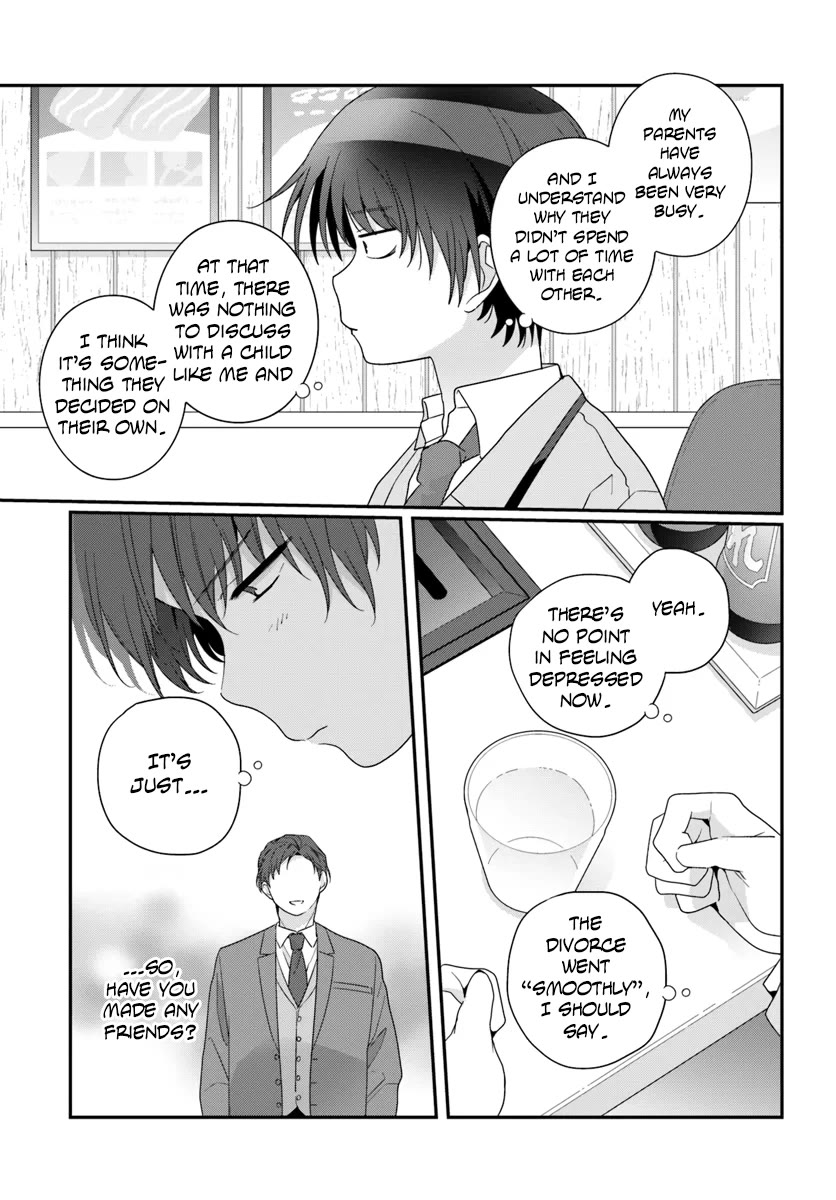 MY
PARENTS
HAVE
ALWAYS
BEEN VERY
BUSY.
AND I
UNDERSTAND
WHY THEY
DIDN'T SPEND
A LOT OF TIME
WITH EACH
OTHER.
AT THAT
TIME, THERE
WAS NOTHING
TO DISCUSS
WITH A CHILD
LIKE ME AND
I THINK
IT'S SOME-
THING THEY
DECIDED ON
THEIR OWN.
YEAH.
THERE'S
NO POINT
IN FEELING
DEPRESSED
NOW.
THE
DIVORCE
WENT
"SMOOTHLY",
I SHOULD
SAY.
IT'S
JUST...
...SO,
HAVE YOU
MADE ANY
FRIENDS?